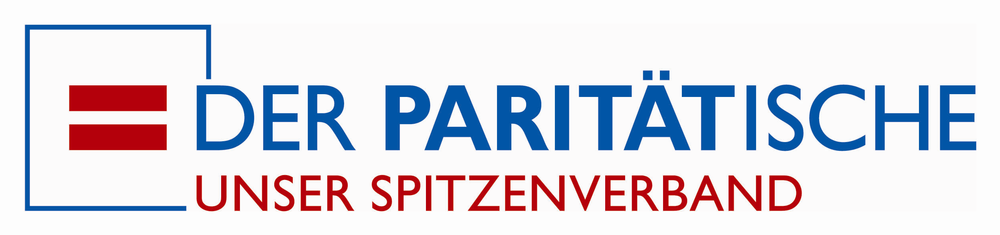 DER PARITÄTISCHE
UNSER SPITZENVERBAND